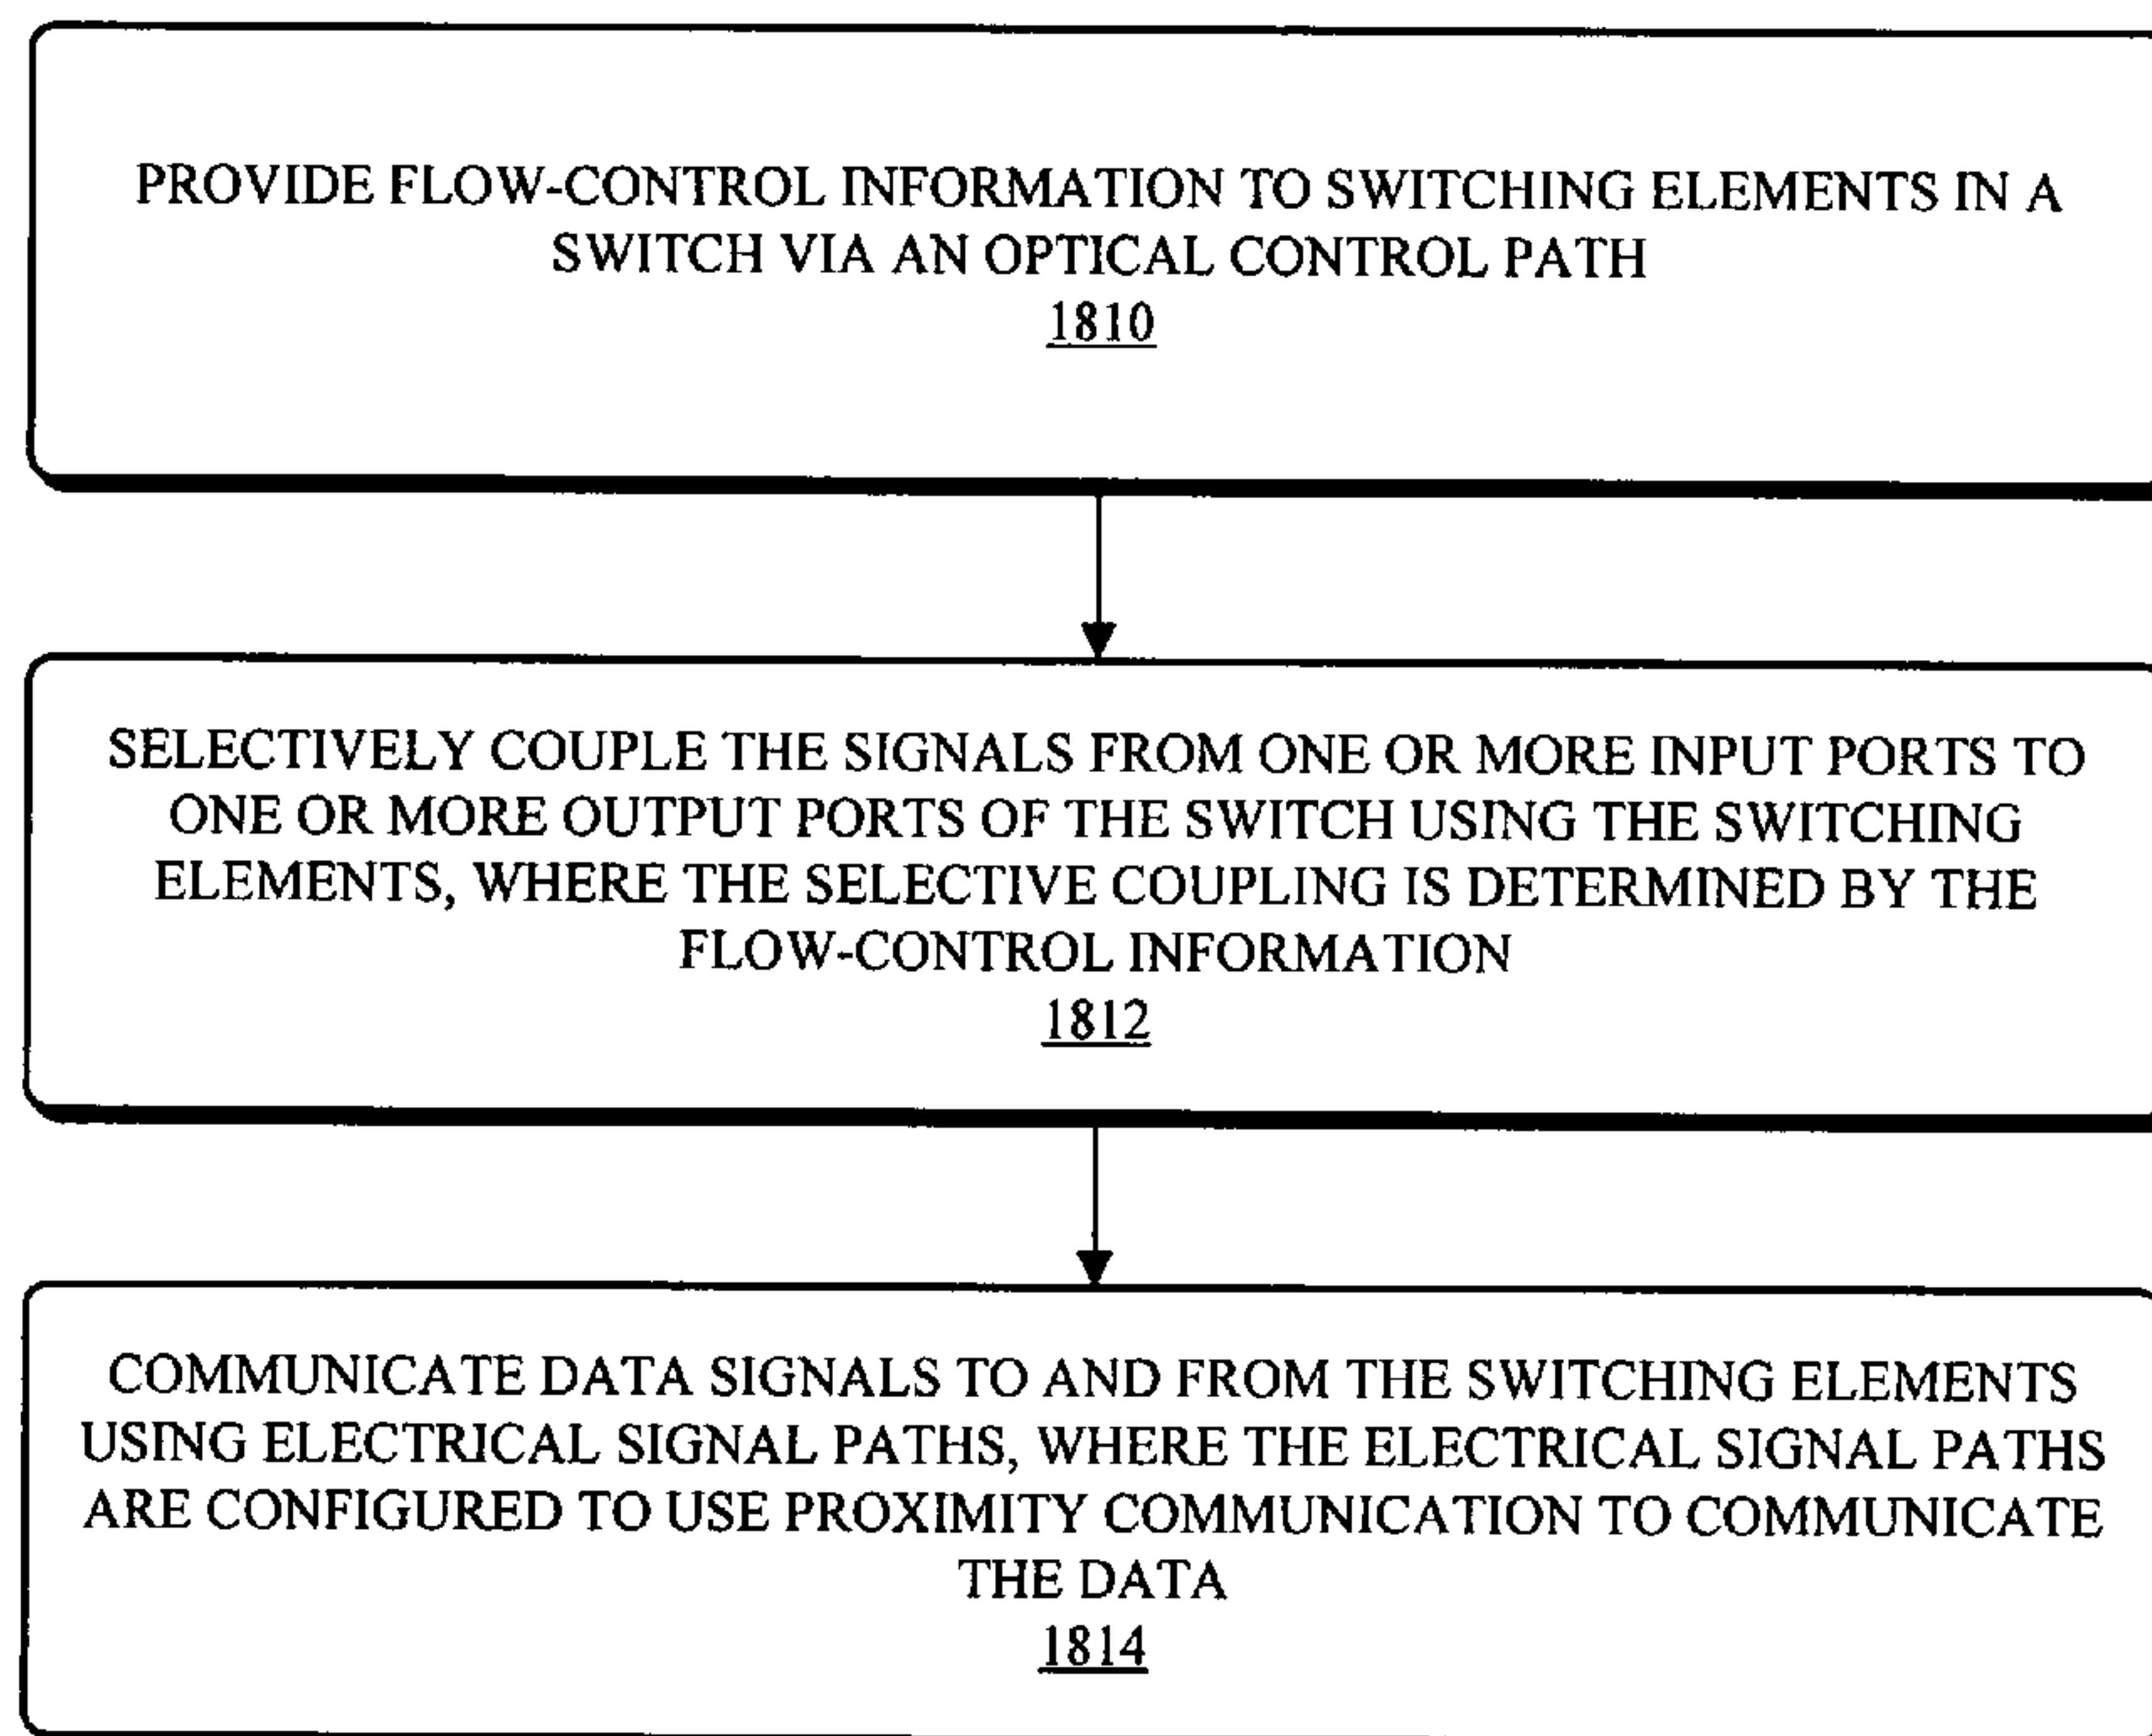 PROVIDE FLOW-CONTROL INFORMATION TO SWITCHING ELEMENTS IN A
SWITCH VIA AN OPTICAL CONTROL PATH
1810
SELECTIVELY COUPLE THE SIGNALS FROM ONE OR MORE INPUT PORTS TO
ONE OR MORE OUTPUT PORTS OF THE SWITCH USING THE SWITCHING
ELEMENTS, WHERE THE SELECTIVE COUPLING IS DETERMINED BY THE
FLOW-CONTROL INFORMATION
1812
COMMUNICATE DATA SIGNALS TO AND FROM THE SWITCHING ELEMENTS
USING ELECTRICAL SIGNAL PATHS, WHERE THE ELECTRICAL SIGNAL PATHS
ARE CONFIGURED TO USE PROXIMITY COMMUNICATION TO COMMUNICATE
THE DATA
1814